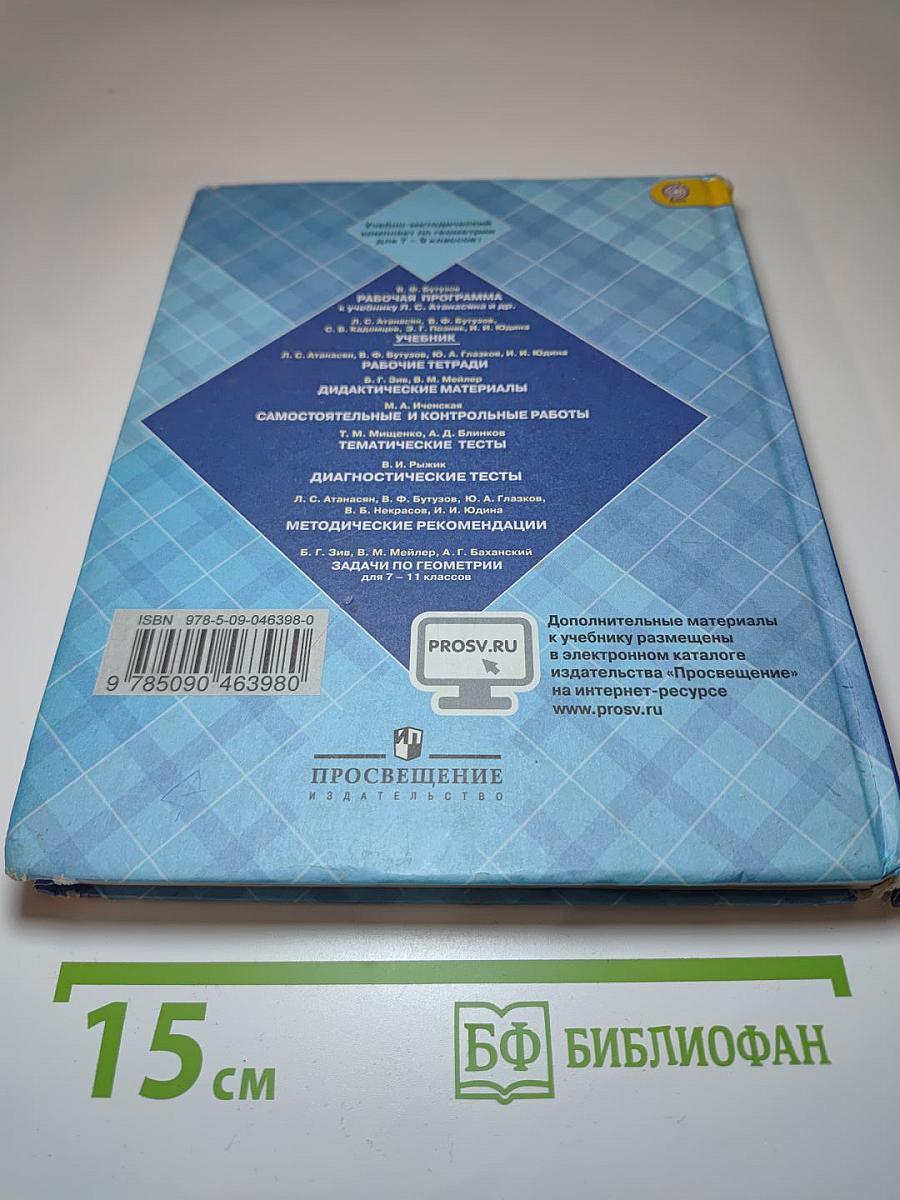 Учебно-методический
комплект по геометрии
для 7 – 9 классов:
В. Ф. Бутузов
РАБОЧАЯ ПРОГРАММА
к учебнику Л. С. Атанасяна и др.
Л. С. Атанасян, В. Ф. Бутузов,
С. Б. Кадомцев, Э. Г. Позняк, И. И. Юдина
УЧЕБНИК
Л. С. Атанасян, В. Ф. Бутузов, Ю. А. Глазков, И. И. Юдина
РАБОЧИЕ ТЕТРАДИ
Б. Г. Зив, В. М. Мейлер
ДИДАКТИЧЕСКИЕ МАТЕРИАЛЫ
М. А. Иченская
САМОСТОЯТЕЛЬНЫЕ И КОНТРОЛЬНЫЕ РАБОТЫ
Т. М. Мищенко, А. Д. Блинков
ТЕМАТИЧЕСКИЕ ТЕСТЫ
В. И. Рыжик
ДИАГНОСТИЧЕСКИЕ ТЕСТЫ
Л. С. Атанасян, В. Ф. Бутузов, Ю. А. Глазков,
В. Б. Некрасов, И. И. Юдина
МЕТОДИЧЕСКИЕ РЕКОМЕНДАЦИИ
Б. Г. Зив, В. М. Мейлер, А. Г. Баханский
ЗАДАЧИ ПО ГЕОМЕТРИИ
для 7 – 11 классов
ISBN 978-5-09-046398-0
9 785090 463980
PROSV.RU
Дополнительные материалы
к учебнику размещены
в электронном каталоге
издательства «Просвещение»
на интернет-ресурсе
www.prosv.ru
ИП
ПРОСВЕЩЕНИЕ
ИЗДАТЕЛЬСТВО
15 см
БФ БИБЛИОФАН